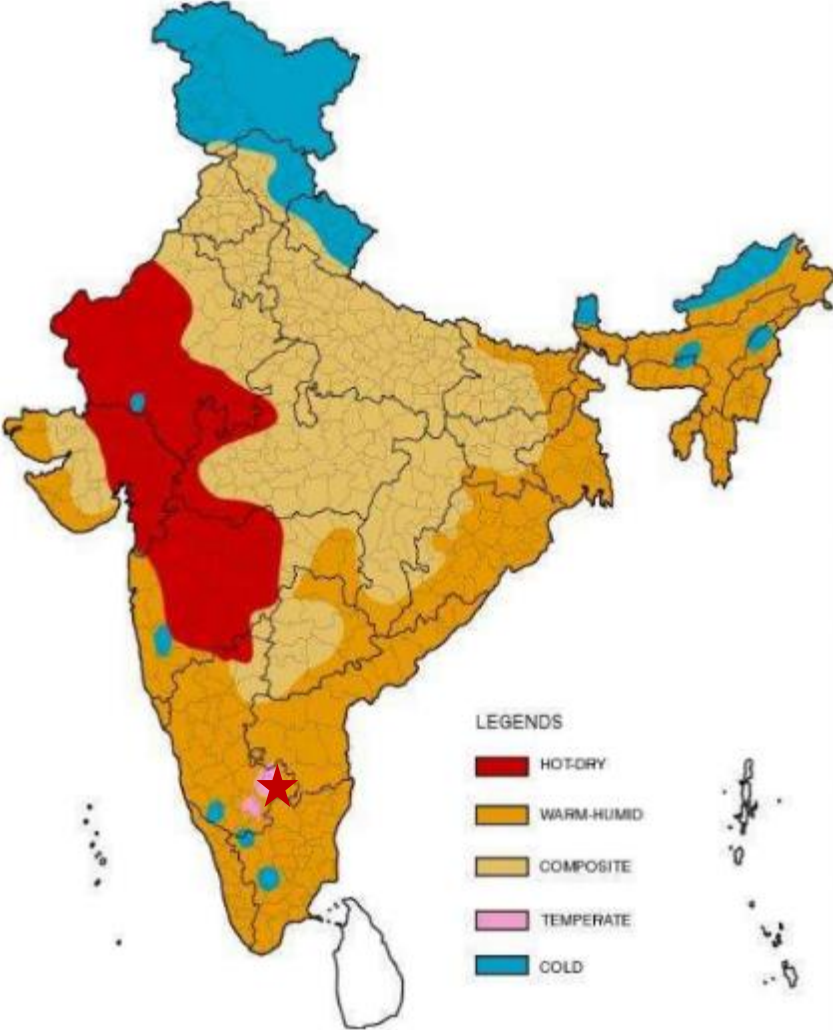 LEGENDS
HOT-DRY
WARM-HUMID
COMPOSITE
TEMPERATE
COLD